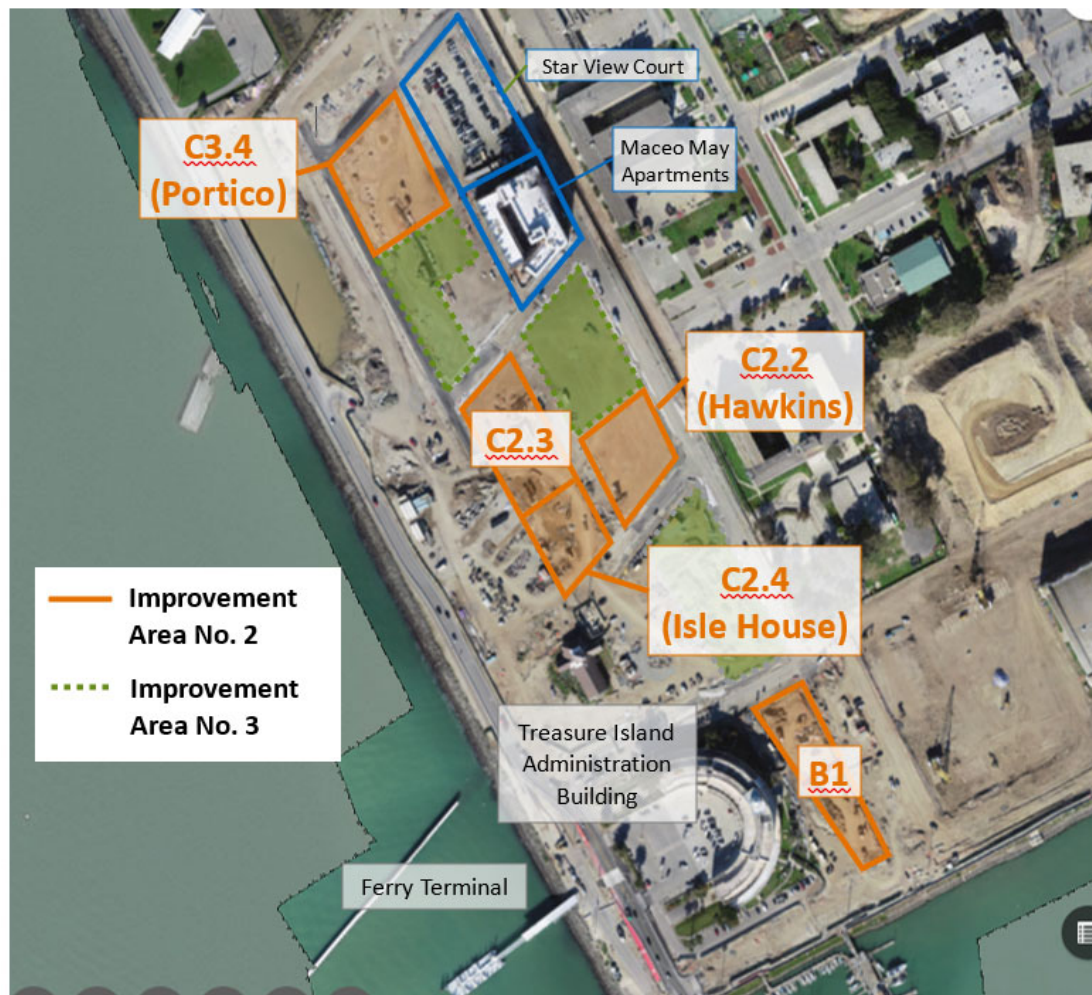 Star View Court
C3.4
(Portico)
Maceo May
Apartments
C2.2
(Hawkins)
C2.3
C2.4
(Isle House)
Improvement
Area No. 2
Improvement
Area No. 3
Treasure Island
Administration
Building
B1
Ferry Terminal